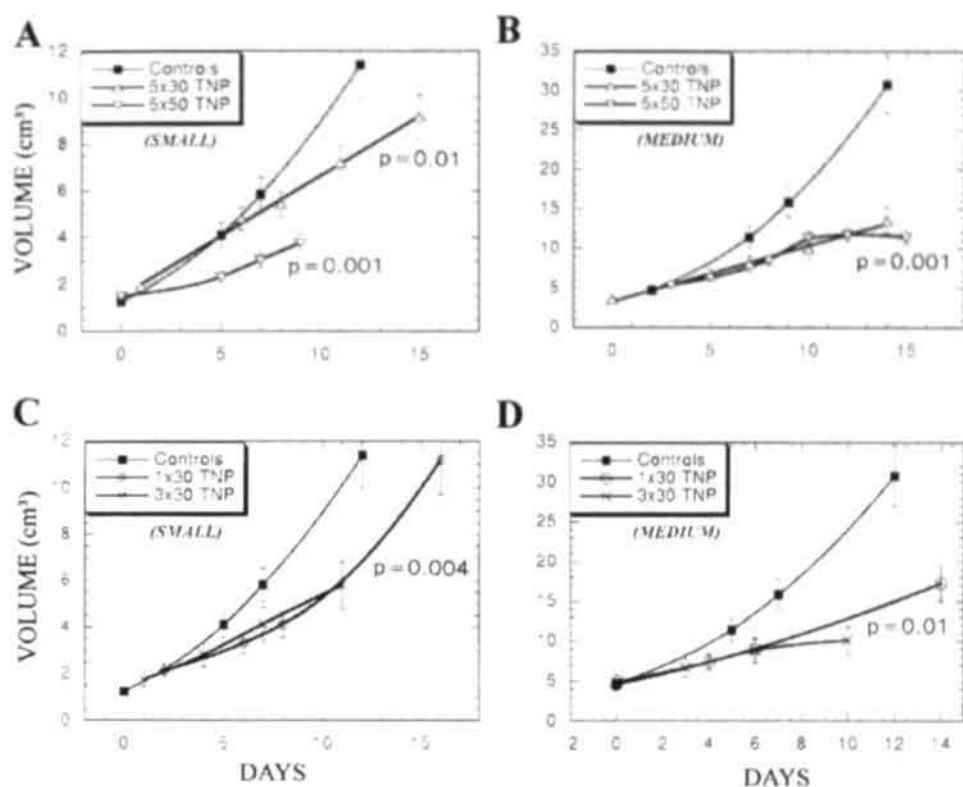 A
B
12
10
8
6
4
2
0
VOLUME (cm³)
Controls
5x30 TNP
5x50 TNP
(SMALL)
p=0.01
p=0.001
0 5 10 15
35
30
25
20
15
10
5
0
Controls
5x30 TNP
5x50 TNP
(MEDIUM)
p=0.001
0 5 10 15
C
D
12
10
8
6
4
2
0
VOLUME (cm³)
Controls
1x30 TNP
3x30 TNP
(SMALL)
p=0.004
0 5 10 15
DAYS
35
30
25
20
15
10
5
0
Controls
1x30 TNP
3x30 TNP
(MEDIUM)
p=0.01
2 0 2 4 6 8 10 12 14
DAYS